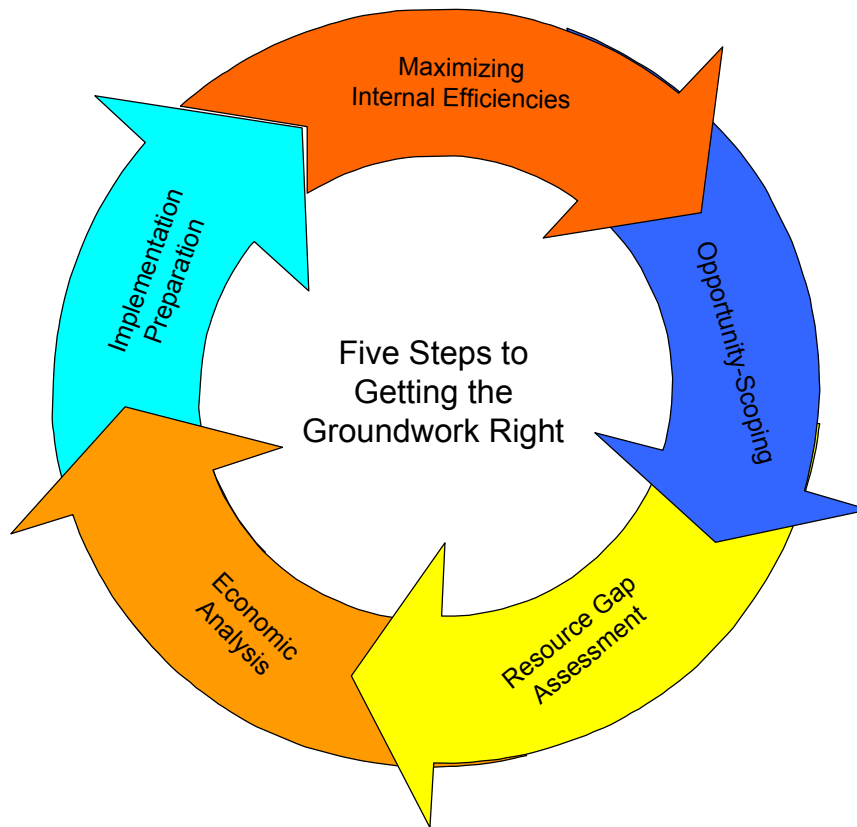 Maximizing
Internal Efficiencies
Opportunity-Scoping
Resource Gap
Assessment
Economic
Analysis
Implementation
Preparation
Five Steps to
Getting the
Groundwork Right